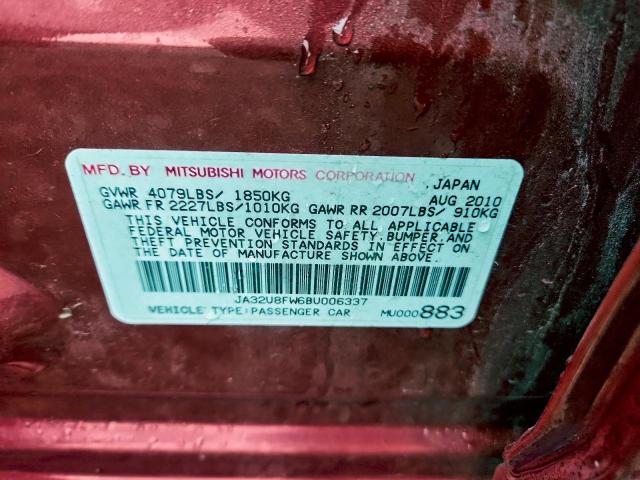 MFD. BY MITSUBISHI MOTORS CORPORATION JAPAN
GVWR 4079LBS/ 1850KG AUG 2010
GAWR FR 2227LBS/1010KG GAWR RR 2007LBS/ 910KG
THIS VEHICLE CONFORMS TO ALL APPLICABLE
FEDERAL MOTOR VEHICLE SAFETY,BUMPER,AND
THEFT PREVENTION STANDARDS IN EFFECT ON
THE DATE OF MANUFACTURE SHOWN ABOVE.
JA32U8FW6BU006337
VEHICLE TYPE:PASSENGER CAR MU000883